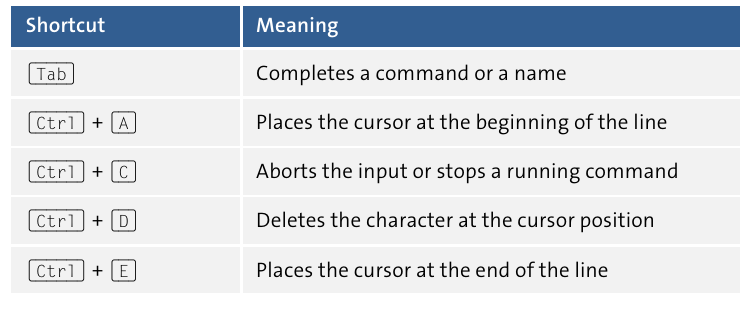 Shortcut Meaning
Tab Completes a command or a name
Ctrl + A Places the cursor at the beginning of the line
Ctrl + C Aborts the input or stops a running command
Ctrl + D Deletes the character at the cursor position
Ctrl + E Places the cursor at the end of the line